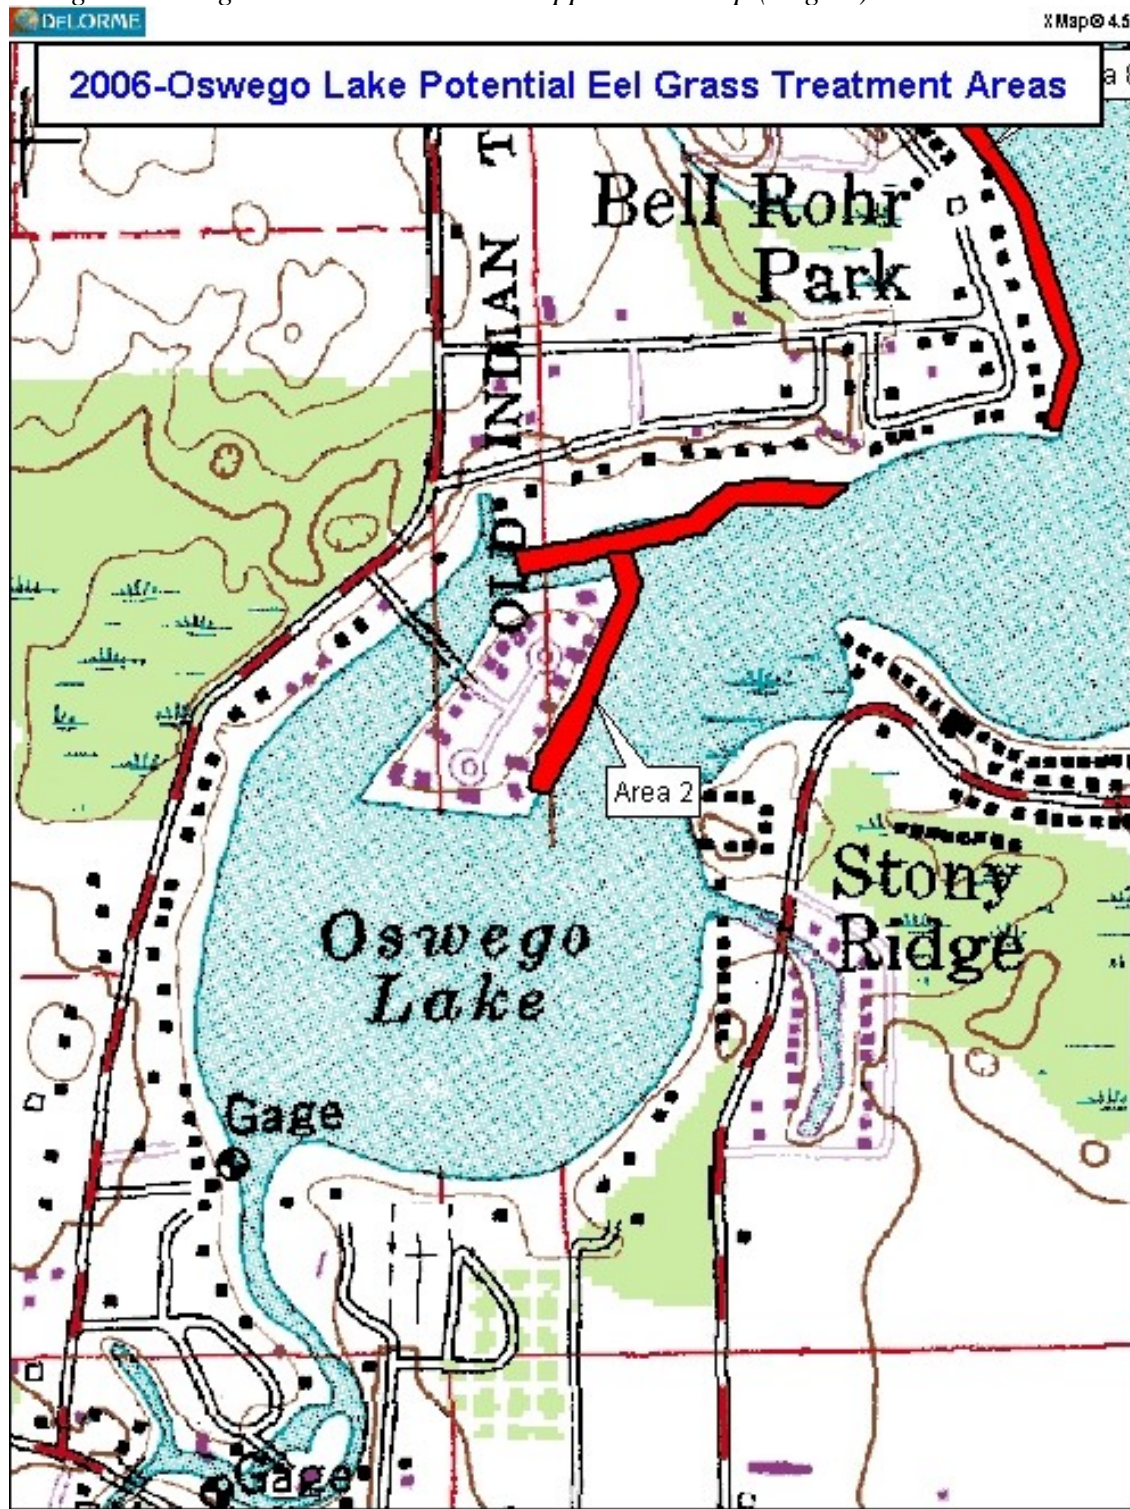 DELORME
XMap® 4.5
2006-Oswego Lake Potential Eel Grass Treatment Areas
Bell Rohr
Park
OLD INDIAN T
Area 2
Stony
Ridge
Oswego
Lake
Gage
Gage